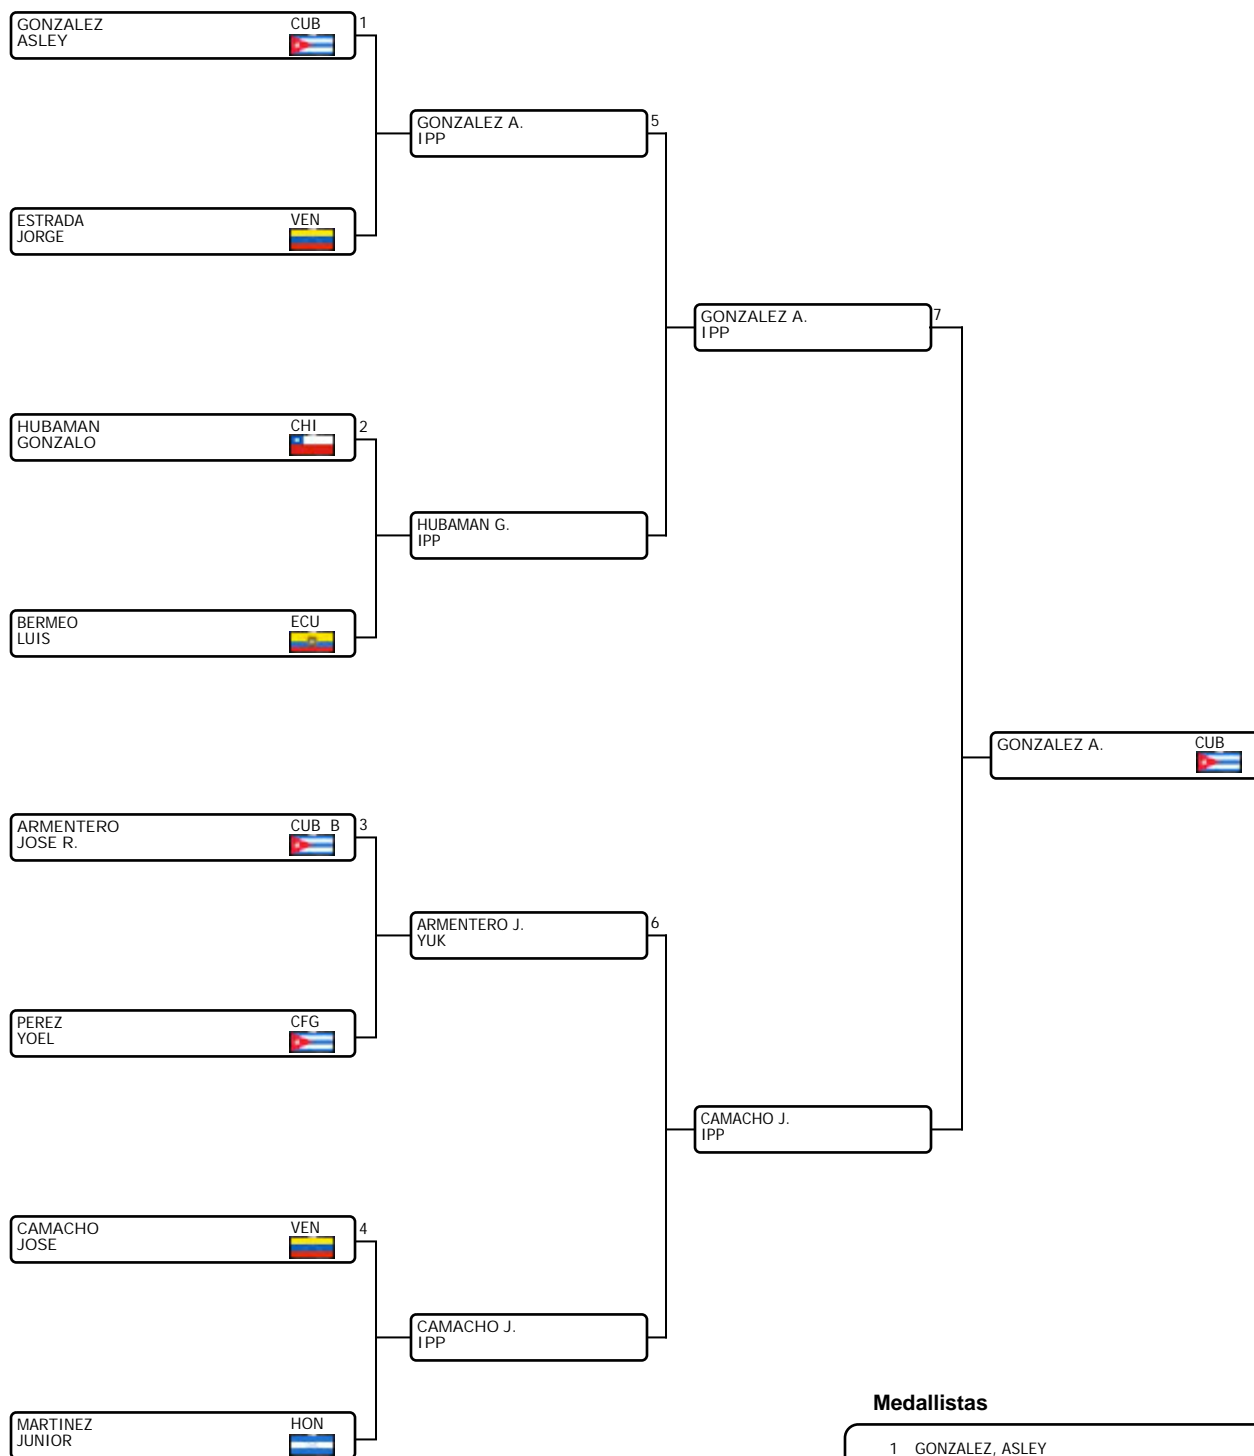 GONZALEZ CUB 1
ASLEY
GONZALEZ A. 5
IPP
ESTRADA VEN
JORGE
GONZALEZ A. 7
IPP
HUBAMAN CHI 2
GONZALO
HUBAMAN G.
IPP
BERMEO ECU
LUIS
GONZALEZ A. CUB
ARMENTERO CUB B 3
JOSE R.
ARMENTERO J. 6
YUK
PEREZ CFG
YOEL
CAMACHO J.
IPP
CAMACHO VEN 4
JOSE
CAMACHO J.
IPP
MARTINEZ HON
JUNIOR
Medallistas
1 GONZALEZ, ASLEY